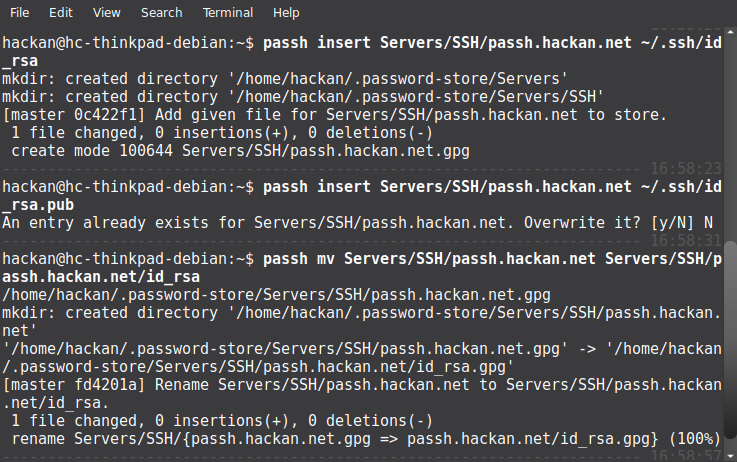 File Edit View Search Terminal Help
hackan@hc-thinkpad-debian:~$ passh insert Servers/SSH/passh.hackan.net ~/.ssh/id
_rsa
mkdir: created directory '/home/hackan/.password-store/Servers'
mkdir: created directory '/home/hackan/.password-store/Servers/SSH'
[master 0c422f1] Add given file for Servers/SSH/passh.hackan.net to store.
 1 file changed, 0 insertions(+), 0 deletions(-)
 create mode 100644 Servers/SSH/passh.hackan.net.gpg
-------------------------------------------------------------------- 16:58:23
hackan@hc-thinkpad-debian:~$ passh insert Servers/SSH/passh.hackan.net ~/.ssh/id
_rsa.pub
An entry already exists for Servers/SSH/passh.hackan.net. Overwrite it? [y/N] N
-------------------------------------------------------------------- 16:58:31
hackan@hc-thinkpad-debian:~$ passh mv Servers/SSH/passh.hackan.net Servers/SSH/p
assh.hackan.net/id_rsa
/home/hackan/.password-store/Servers/SSH/passh.hackan.net.gpg
mkdir: created directory '/home/hackan/.password-store/Servers/SSH/passh.hackan.
net'
'/home/hackan/.password-store/Servers/SSH/passh.hackan.net.gpg' -> '/home/hackan
/.password-store/Servers/SSH/passh.hackan.net/id_rsa.gpg'
[master fd4201a] Rename Servers/SSH/passh.hackan.net to Servers/SSH/passh.hackan
.net/id_rsa.
 1 file changed, 0 insertions(+), 0 deletions(-)
 rename Servers/SSH/{passh.hackan.net.gpg => passh.hackan.net/id_rsa.gpg} (100%)
-------------------------------------------------------------------- 16:58:57